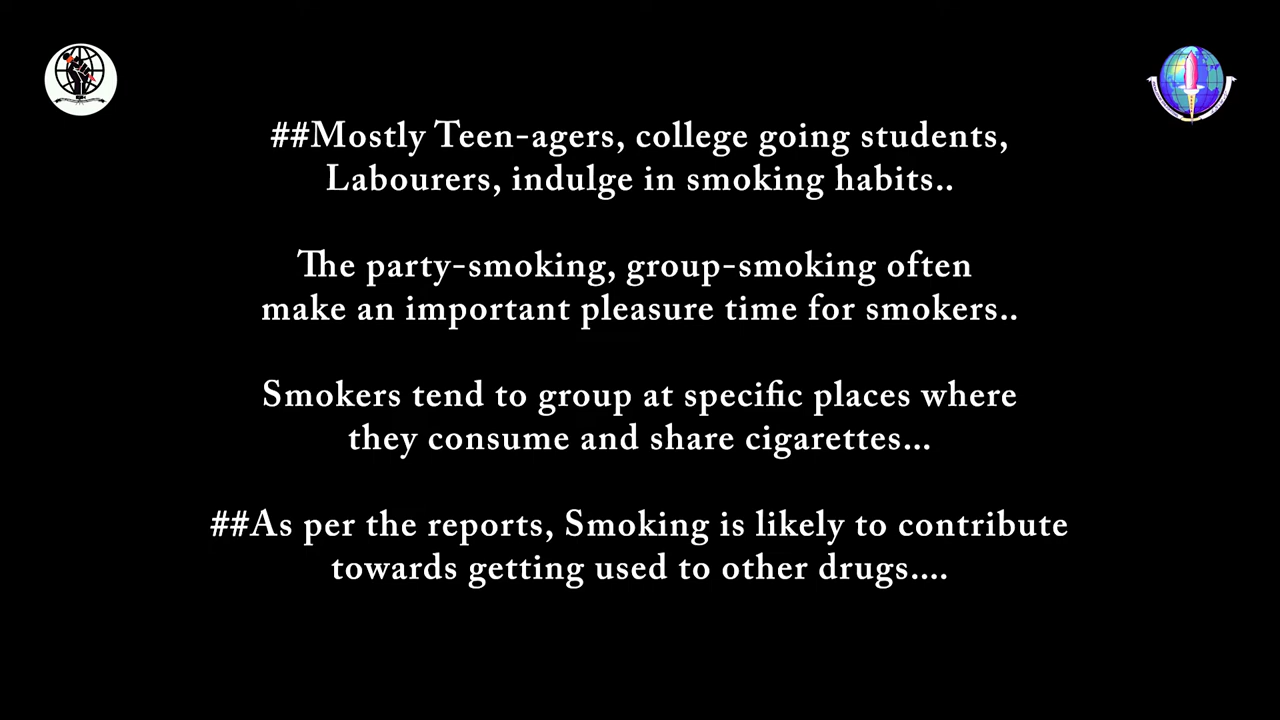 ##Mostly Teen-agers, college going students,
Labourers, indulge in smoking habits..
The party-smoking, group-smoking often
make an important pleasure time for smokers..
Smokers tend to group at specific places where
they consume and share cigarettes...
##As per the reports, Smoking is likely to contribute
towards getting used to other drugs....